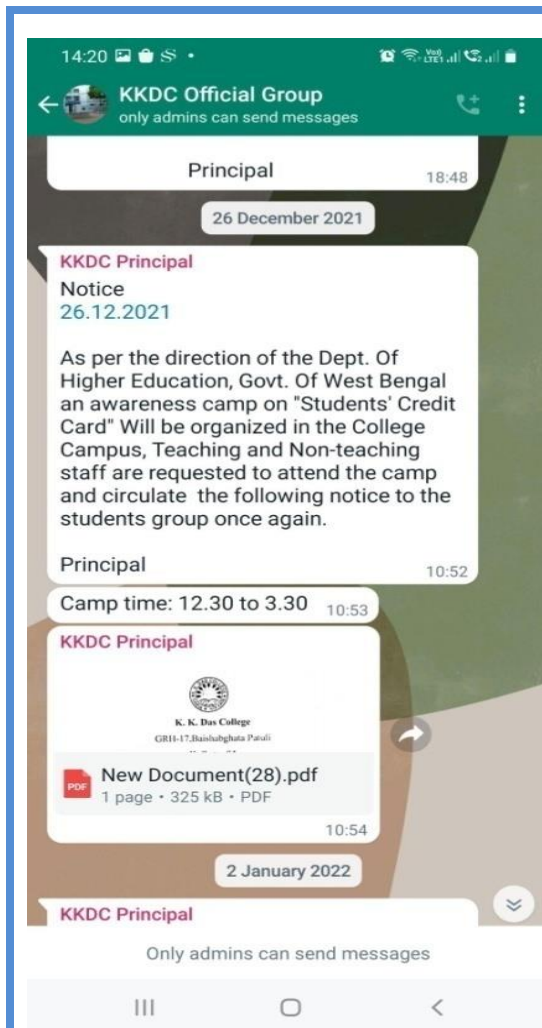 14:20
KKDC Official Group
only admins can send messages
Principal
18:48
26 December 2021
KKDC Principal
Notice
26.12.2021
As per the direction of the Dept. Of
Higher Education, Govt. Of West Bengal
an awareness camp on "Students' Credit
Card" Will be organized in the College
Campus, Teaching and Non-teaching
staff are requested to attend the camp
and circulate the following notice to the
students group once again.
Principal
10:52
Camp time: 12.30 to 3.30 10:53
KKDC Principal
K. K. Das College
GRH-17,Baishabghata Patuli
New Document(28).pdf
PDF
1 page • 325 kB • PDF
10:54
2 January 2022
KKDC Principal
Only admins can send messages